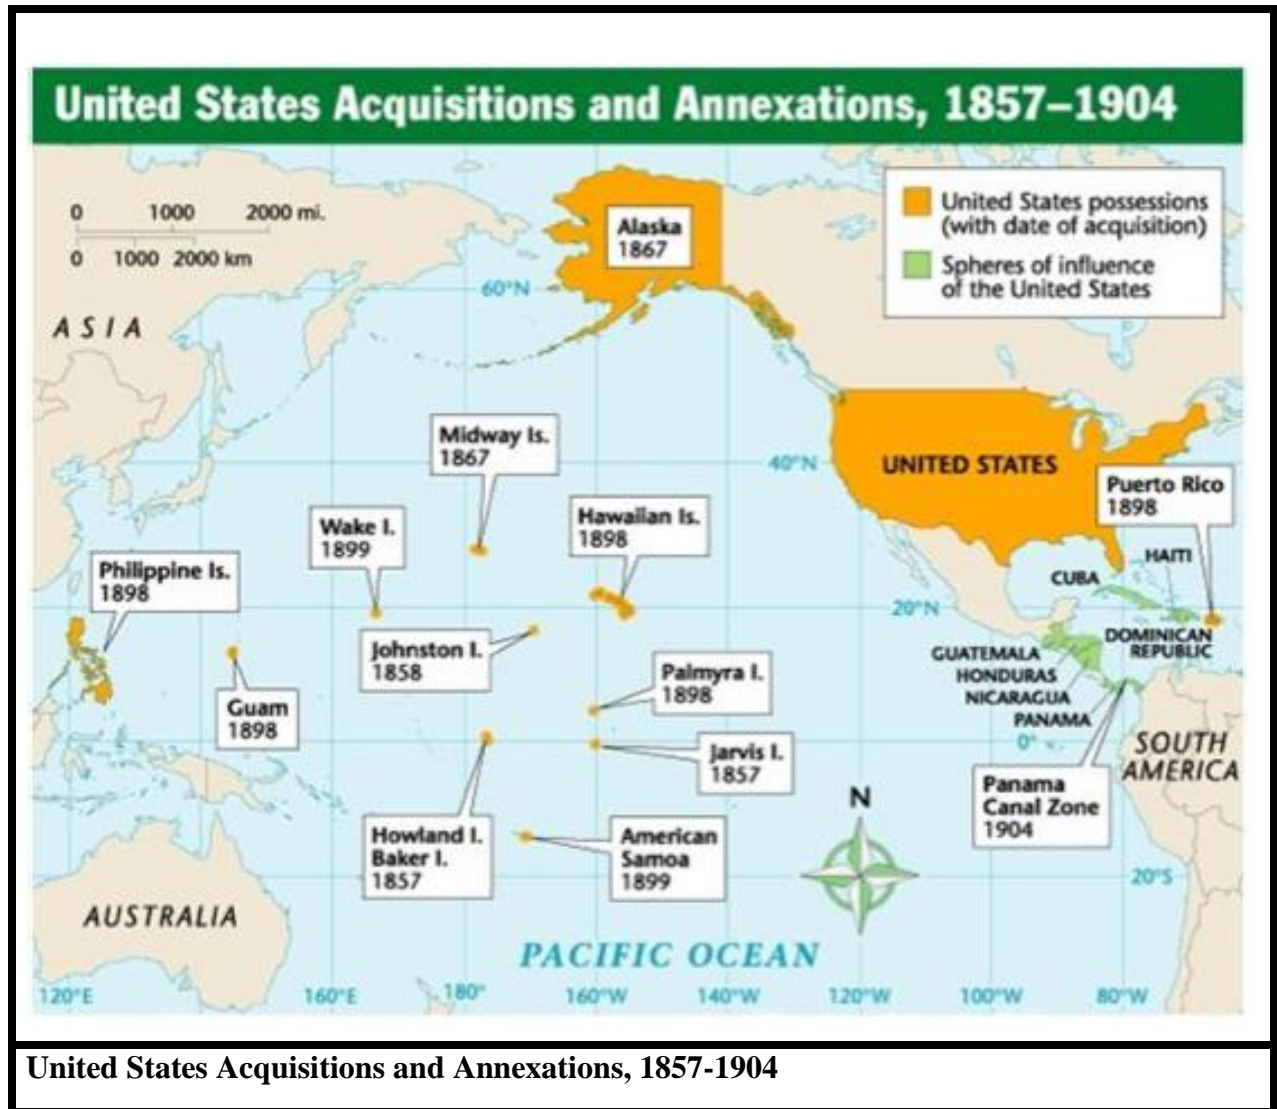 United States Acquisitions and Annexations, 1857–1904
0 1000 2000 mi.
0 1000 2000 km
United States possessions
(with date of acquisition)
Spheres of influence
of the United States
Alaska
1867
60°N
ASIA
Midway Is.
1867
40°N
UNITED STATES
Puerto Rico
1898
Wake I.
1899
Hawaiian Is.
1898
HAITI
CUBA
Philippine Is.
1898
20°N
Johnston I.
1858
DOMINICAN
REPUBLIC
GUATEMALA
HONDURAS
NICARAGUA
PANAMA
Palmyra I.
1898
Guam
1898
0°
SOUTH
AMERICA
Jarvis I.
1857
Panama
Canal Zone
1904
N
Howland I.
Baker I.
1857
American
Samoa
1899
20°S
AUSTRALIA
PACIFIC OCEAN
120°E
160°E
180°
160°W
140°W
120°W
100°W
80°W
United States Acquisitions and Annexations, 1857-1904